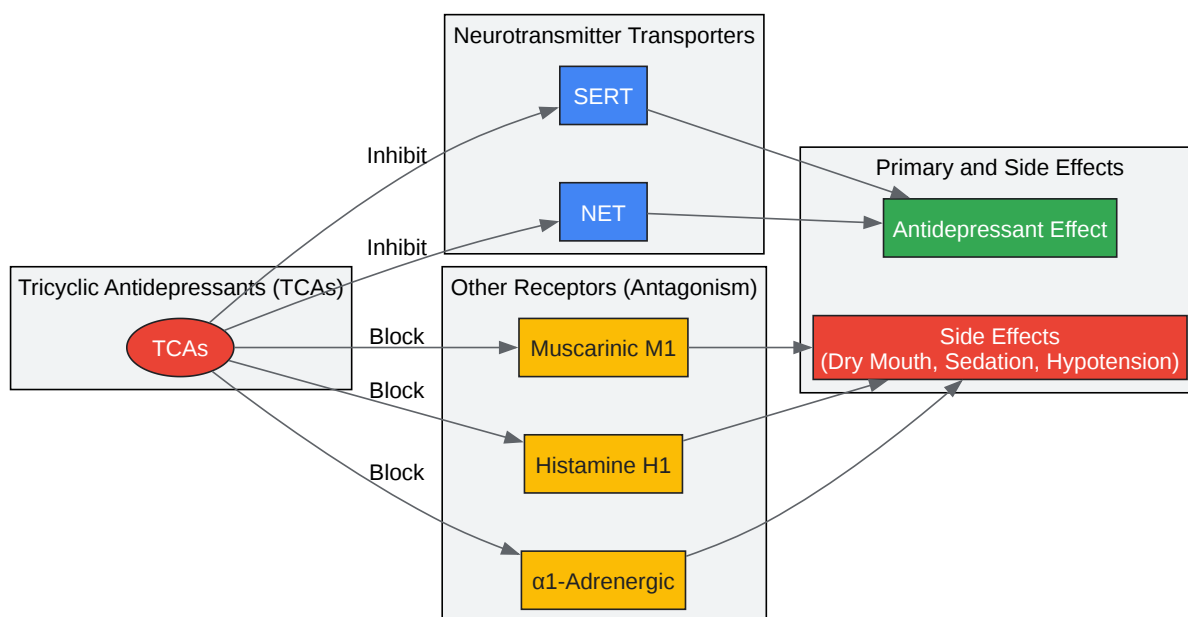 Neurotransmitter Transporters
SERT
NET
Inhibit
Inhibit
Tricyclic Antidepressants (TCAs)
TCAs
Block
Block
Block
Other Receptors (Antagonism)
Muscarinic M1
Histamine H1
α1-Adrenergic
Primary and Side Effects
Antidepressant Effect
Side Effects
(Dry Mouth, Sedation, Hypotension)